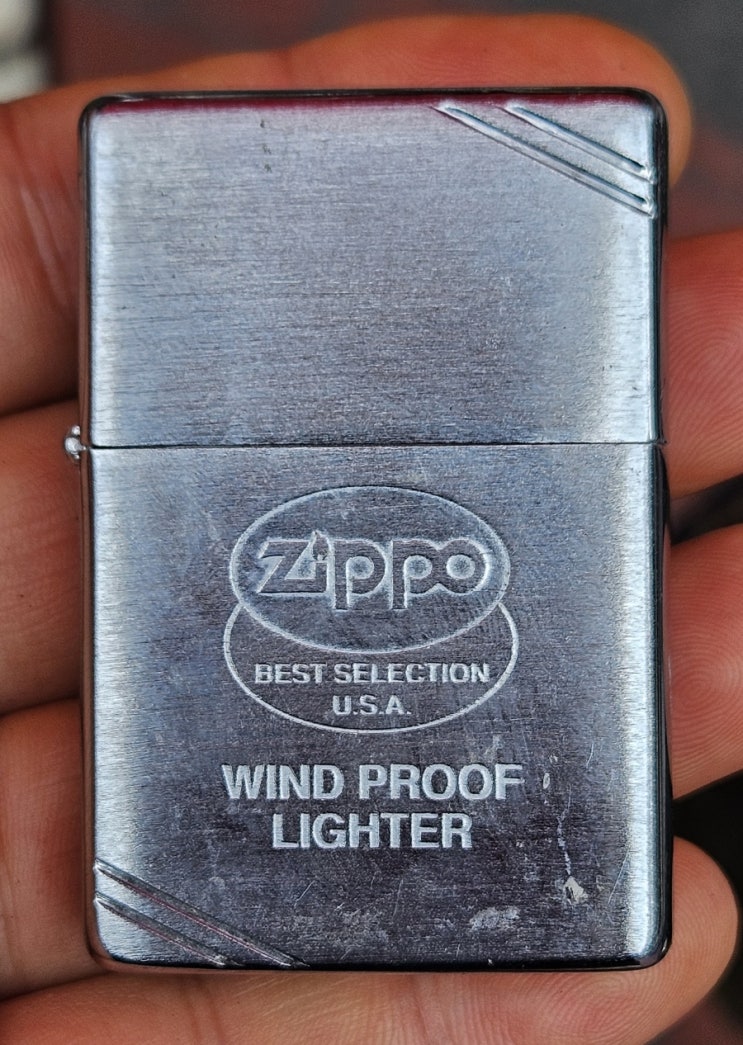 Zippo
BEST SELECTION
U.S.A.
WIND PROOF
LIGHTER